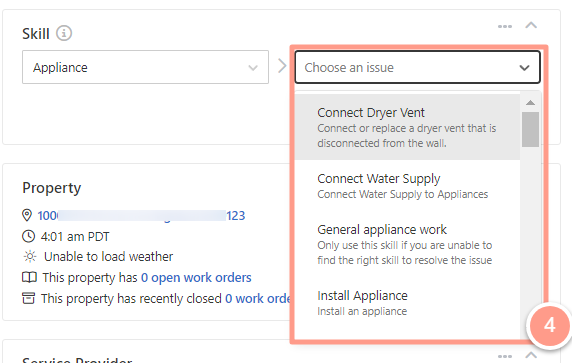 Skill
Appliance
Choose an issue
Connect Dryer Vent
Connect or replace a dryer vent that is
disconnected from the wall.
Connect Water Supply
Connect Water Supply to Appliances
General appliance work
Only use this skill if you are unable to
find the right skill to resolve the issue
Install Appliance
Install an appliance
4
Property
123
4:01 am PDT
Unable to load weather
This property has 0 open work orders
This property has recently closed 0 work
Service Provider